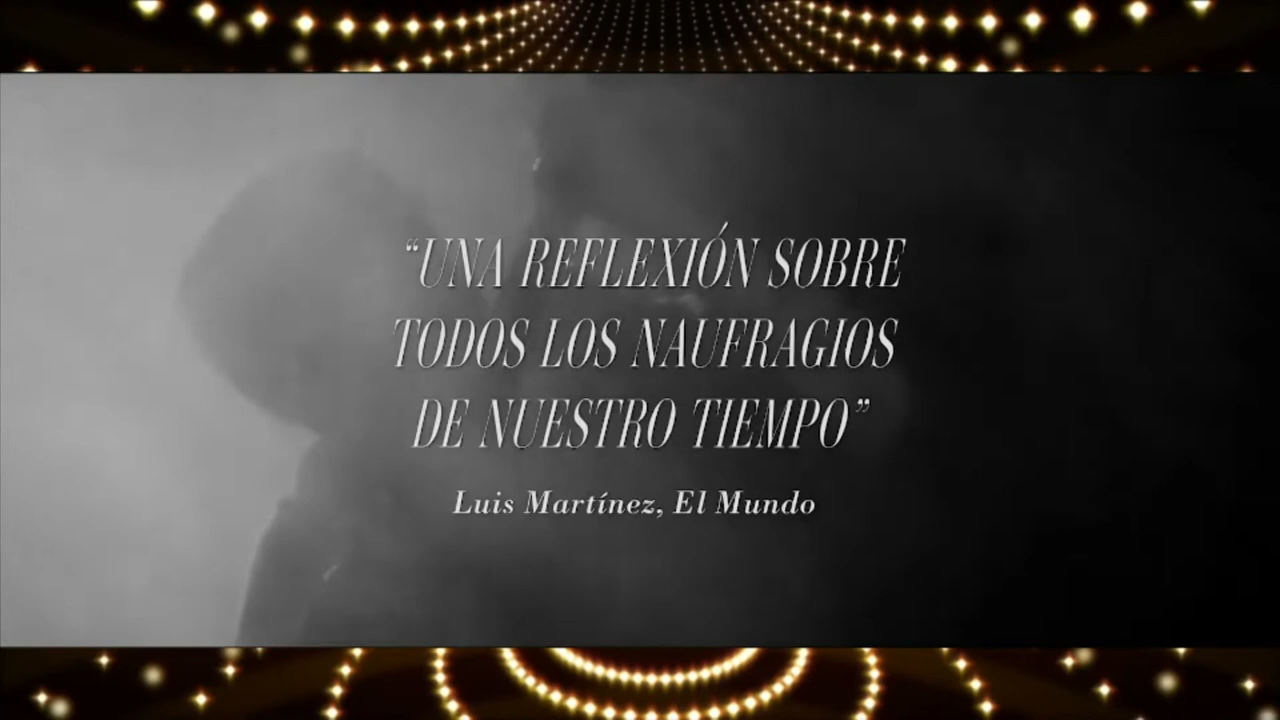 “UNA REFLEXIÓN SOBRE
TODOS LOS NAUFRAGIOS
DE NUESTRO TIEMPO”
Luis Martínez, El Mundo